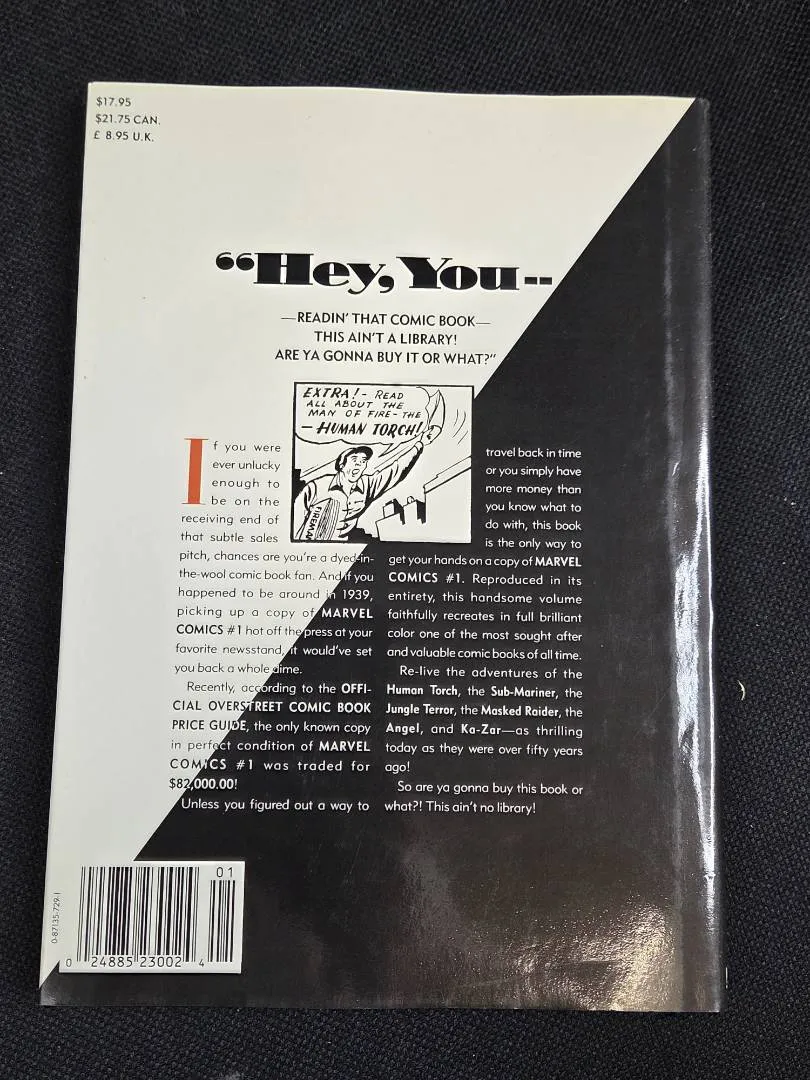 $17.95
$21.75 CAN.
£ 8.95 U.K.
“Hey, You--
—READIN’ THAT COMIC BOOK—
THIS AIN’T A LIBRARY!
ARE YA GONNA BUY IT OR WHAT?”
EXTRA!- READ
ALL ABOUT THE
MAN OF FIRE- THE
— HUMAN TORCH!
FIREMAN
If you were
ever unlucky
enough to
be on the
receiving end of
that subtle sales
pitch, chances are you’re a dyed-in-
the-wool comic book fan. And if you
happened to be around in 1939,
picking up a copy of MARVEL
COMICS #1 hot off the press at your
favorite newsstand, it would’ve set
you back a whole dime.
Recently, according to the OFFI-
CIAL OVERSTREET COMIC BOOK
PRICE GUIDE, the only known copy
in perfect condition of MARVEL
COMICS #1 was traded for
$82,000.00!
Unless you figured out a way to
travel back in time
or you simply have
more money than
you know what to
do with, this book
is the only way to
get your hands on a copy of MARVEL
COMICS #1. Reproduced in its
entirety, this handsome volume
faithfully recreates in full brilliant
color one of the most sought after
and valuable comic books of all time.
Re-live the adventures of the
Human Torch, the Sub-Mariner, the
Jungle Terror, the Masked Raider, the
Angel, and Ka-Zar—as thrilling
today as they were over fifty years
ago!
So are ya gonna buy this book or
what?! This ain’t no library!
0-87135-729-1
01
0 24885 23002 4